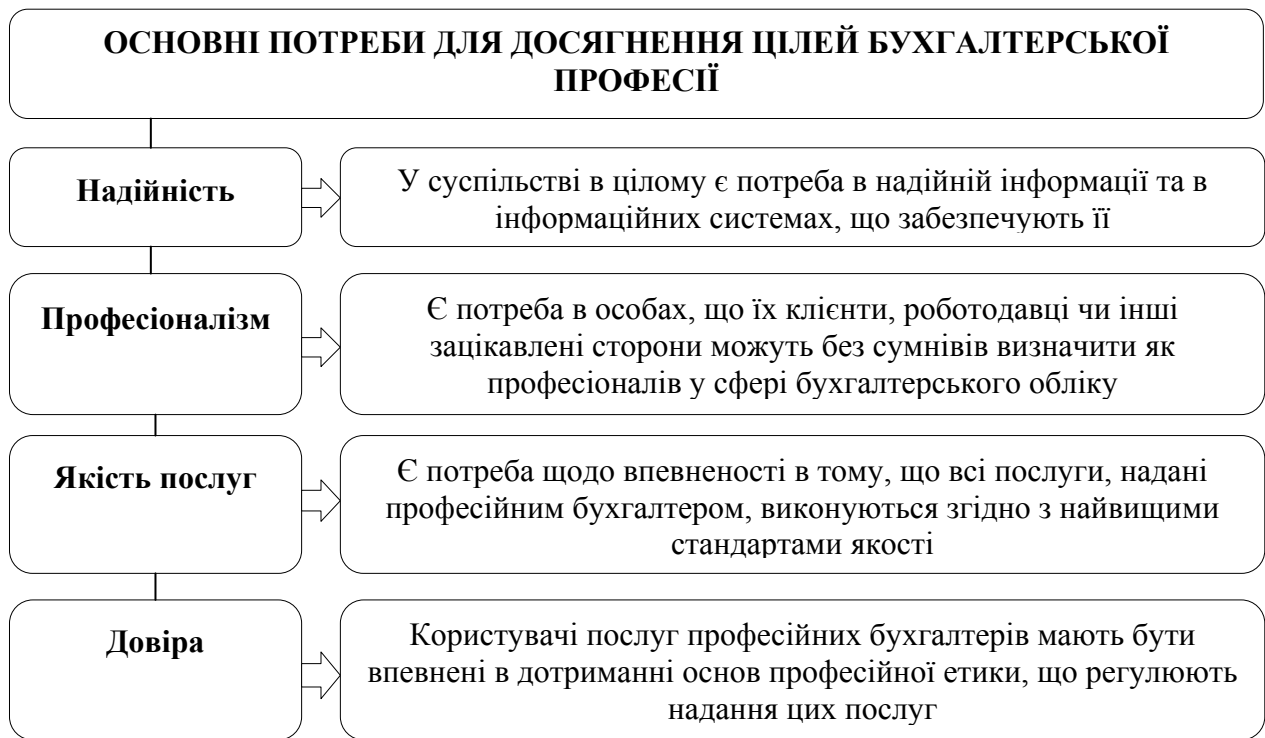 ОСНОВНІ ПОТРЕБИ ДЛЯ ДОСЯГНЕННЯ ЦІЛЕЙ БУХГАЛТЕРСЬКОЇ
ПРОФЕСІЇ
Надійність
У суспільстві в цілому є потреба в надійній інформації та в
інформаційних системах, що забезпечують її
Професіоналізм
Є потреба в особах, що їх клієнти, роботодавці чи інші
зацікавлені сторони можуть без сумнівів визначити як
професіоналів у сфері бухгалтерського обліку
Якість послуг
Є потреба щодо впевненості в тому, що всі послуги, надані
професійним бухгалтером, виконуються згідно з найвищими
стандартами якості
Довіра
Користувачі послуг професійних бухгалтерів мають бути
впевнені в дотриманні основ професійної етики, що регулюють
надання цих послуг